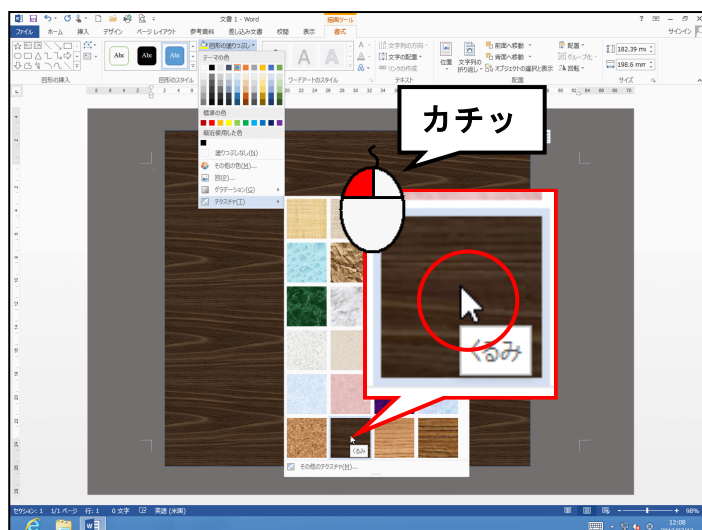 文書 1 - Word
描画ツール
ファイル ホーム 挿入 デザイン ページ レイアウト 参考資料 差し込み文書 校閲 表示 書式 サインイン
Abc Abc Abc
図形の塗りつぶし
文字列の方向
文字の配置
リンクの作成
位置 文字列の折り返し
前面へ移動
背面へ移動
オブジェクトの選択と表示
配置
グループ化
回転
182.39 mm
198.6 mm
図形の挿入 図形のスタイル ワードアートのスタイル テキスト 配置 サイズ
テーマの色
標準の色
最近使用した色
塗りつぶしなし(N)
その他の色(M)...
図(P)...
グラデーション(G)
テクスチャ(T)
カチッ
くるみ
くるみ
その他のテクスチャ(M)...
セクション: 1 1/1 ページ 行: 1 0 文字 英語 (米国) 98%
12:08